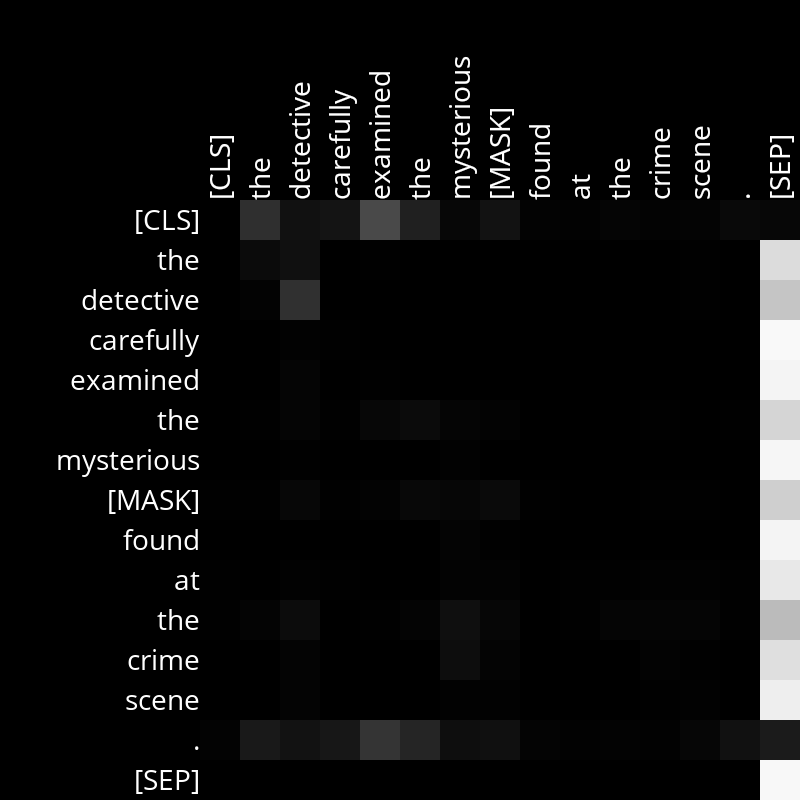 [CLS] the detective carefully examined the mysterious [MASK] found at the crime scene . [SEP]
[CLS]
the
detective
carefully
examined
the
mysterious
[MASK]
found
at
the
crime
scene
.
[SEP]